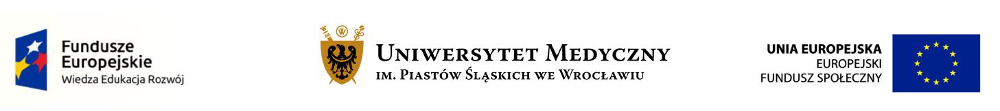 Fundusze
Europejskie
Wiedza Edukacja Rozwój
UNIWERSYTET MEDYCZNY
IM. PIASTÓW ŚLĄSKICH WE WROCŁAWIU
UNIA EUROPEJSKA
EUROPEJSKI
FUNDUSZ SPOŁECZNY